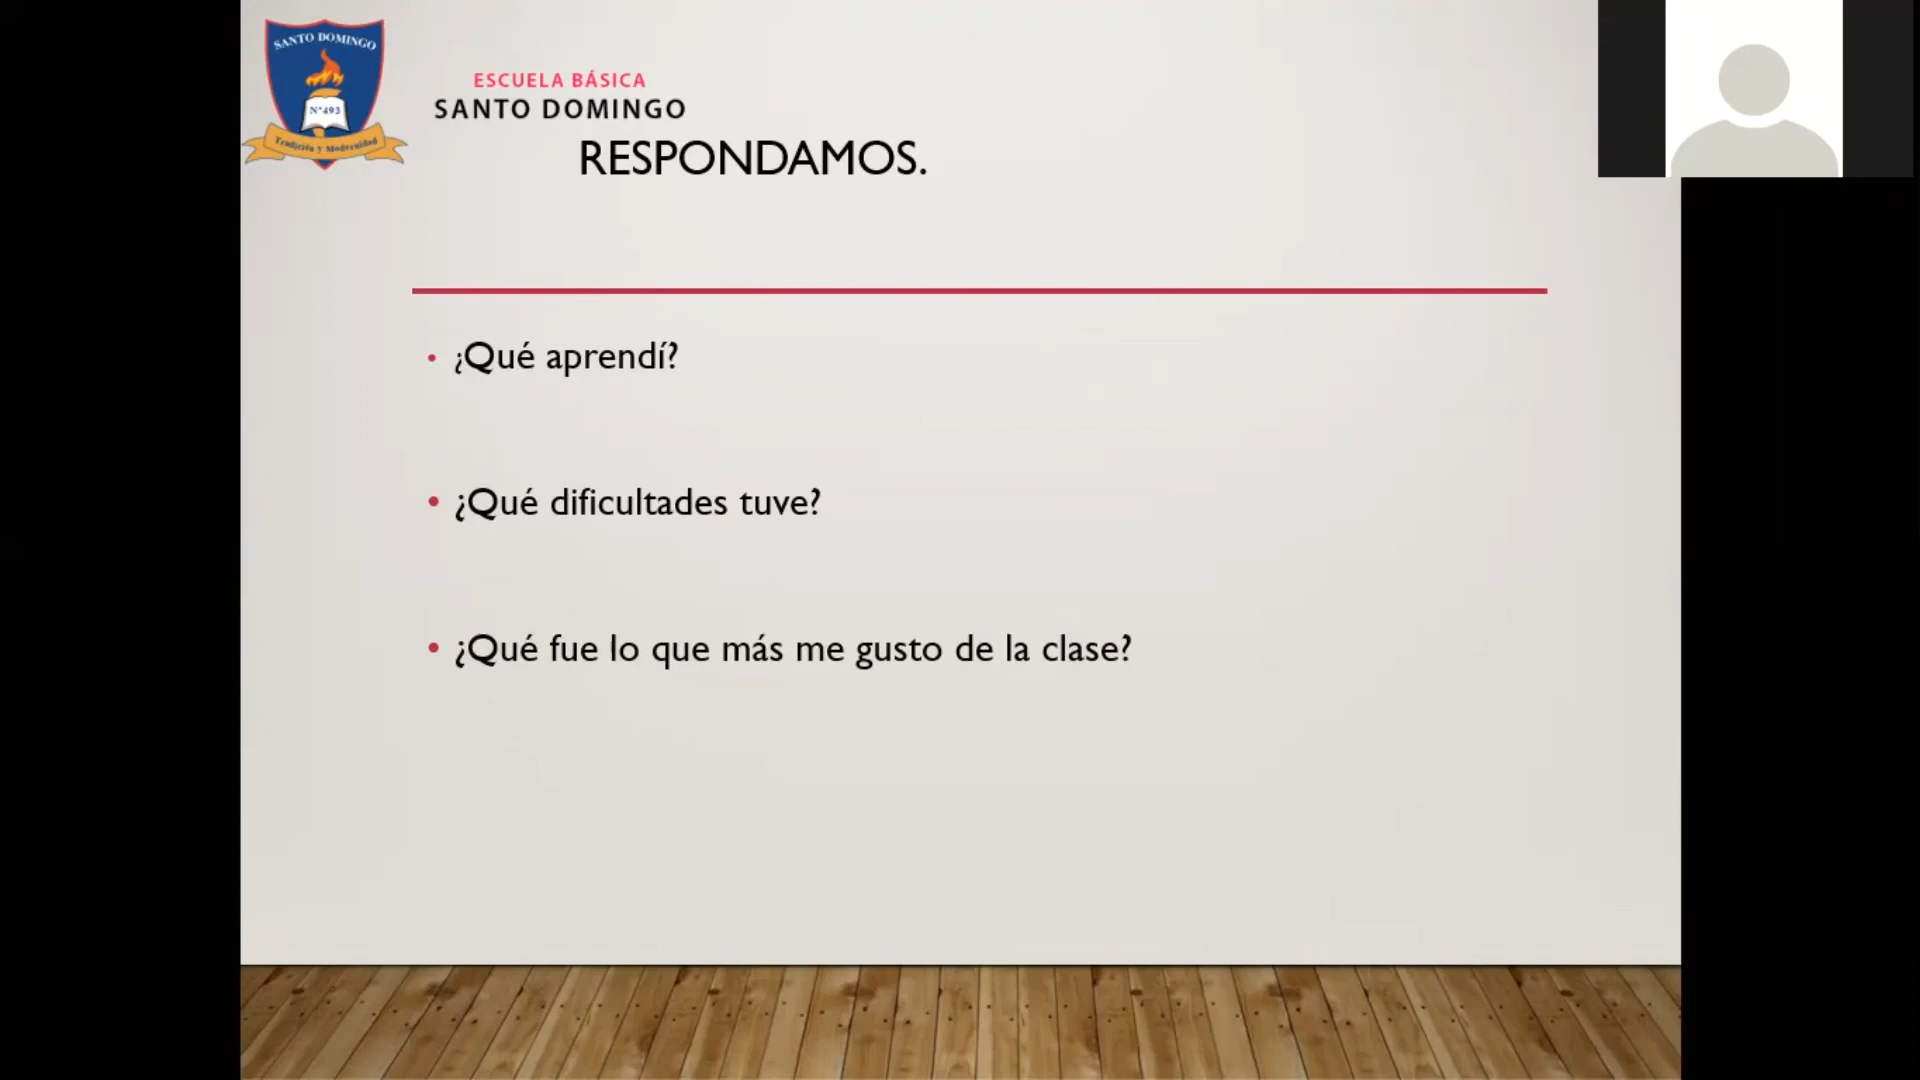 SANTO DOMINGO
N°493
Tradición y Modernidad
ESCUELA BÁSICA
SANTO DOMINGO
RESPONDAMOS.
• ¿Qué aprendí?
• ¿Qué dificultades tuve?
• ¿Qué fue lo que más me gusto de la clase?